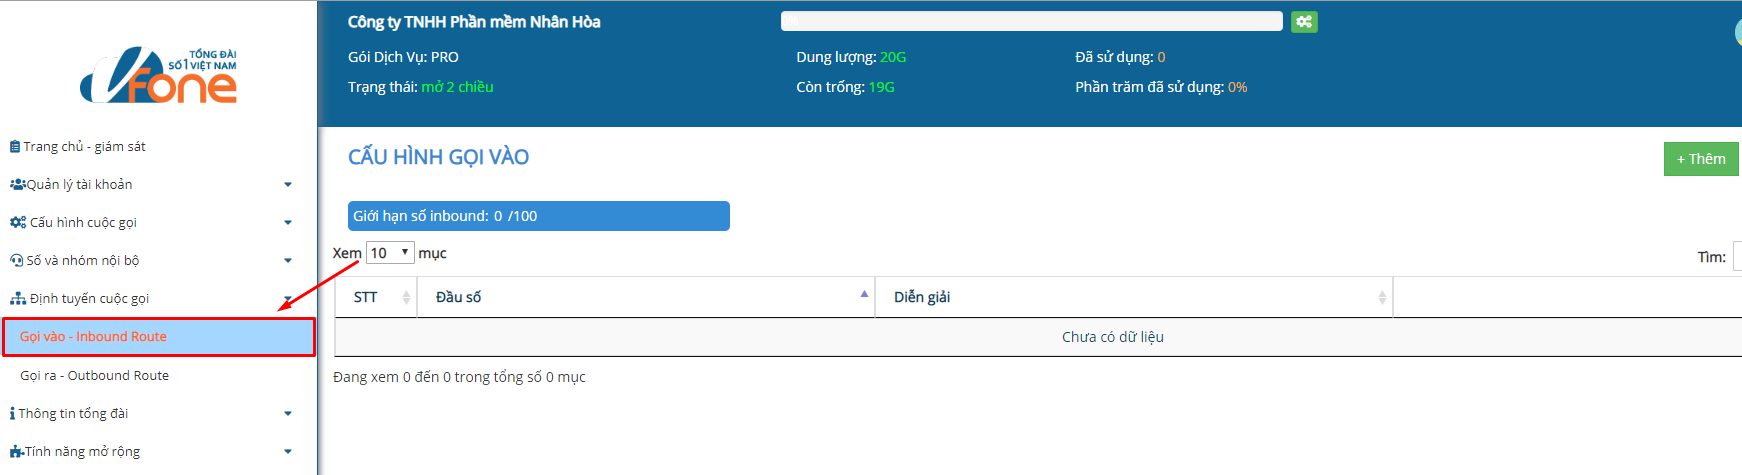 TỔNG ĐÀI
SỐ 1 VIỆT NAM
Vfone
Trang chủ - giám sát
Quản lý tài khoản
Cấu hình cuộc gọi
Số và nhóm nội bộ
Định tuyến cuộc gọi
Gọi vào - Inbound Route
Gọi ra - Outbound Route
Thông tin tổng đài
Tính năng mở rộng
Công ty TNHH Phần mềm Nhân Hòa
0%
Gói Dịch Vụ: PRO
Dung lượng: 20G
Đã sử dụng: 0
Trạng thái: mở 2 chiều
Còn trống: 19G
Phần trăm đã sử dụng: 0%
CẤU HÌNH GỌI VÀO
+ Thêm
Giới hạn số inbound: 0 /100
Xem 10 mục
Tìm:
STT Đầu số Diễn giải
Chưa có dữ liệu
Đang xem 0 đến 0 trong tổng số 0 mục